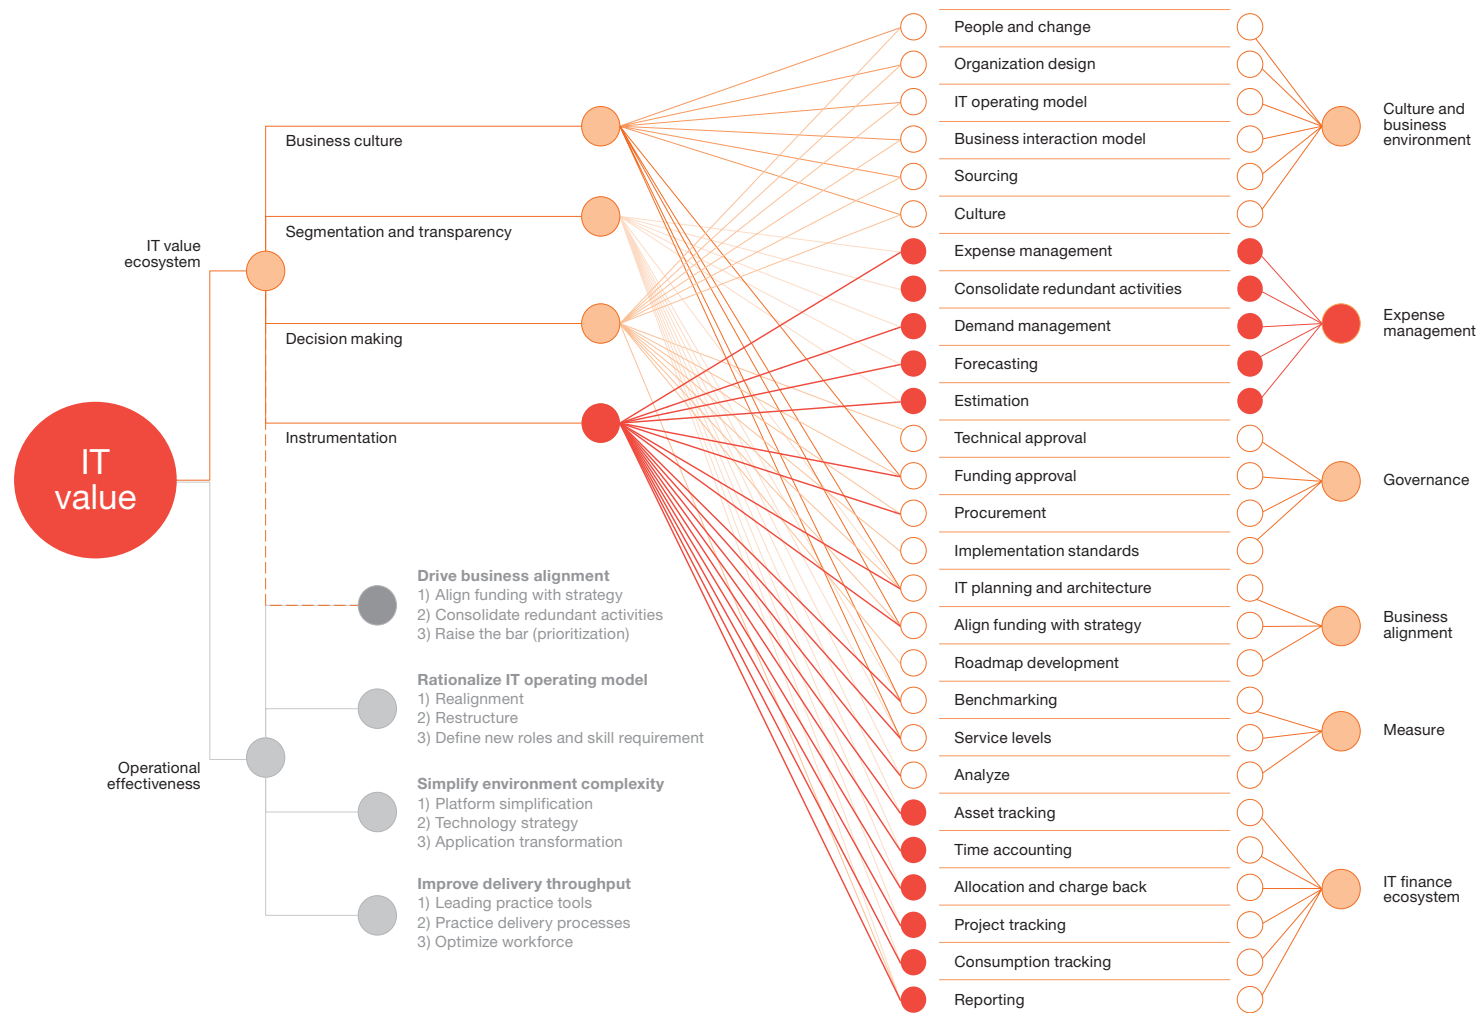 IT
value
IT value
ecosystem
Operational
effectiveness
Business culture
Segmentation and transparency
Decision making
Instrumentation
Drive business alignment
1) Align funding with strategy
2) Consolidate redundant activities
3) Raise the bar (prioritization)
Rationalize IT operating model
1) Realignment
2) Restructure
3) Define new roles and skill requirement
Simplify environment complexity
1) Platform simplification
2) Technology strategy
3) Application transformation
Improve delivery throughput
1) Leading practice tools
2) Practice delivery processes
3) Optimize workforce
People and change
Organization design
IT operating model
Business interaction model
Sourcing
Culture
Expense management
Consolidate redundant activities
Demand management
Forecasting
Estimation
Technical approval
Funding approval
Procurement
Implementation standards
IT planning and architecture
Align funding with strategy
Roadmap development
Benchmarking
Service levels
Analyze
Asset tracking
Time accounting
Allocation and charge back
Project tracking
Consumption tracking
Reporting
Culture and
business
environment
Expense
management
Governance
Business
alignment
Measure
IT finance
ecosystem